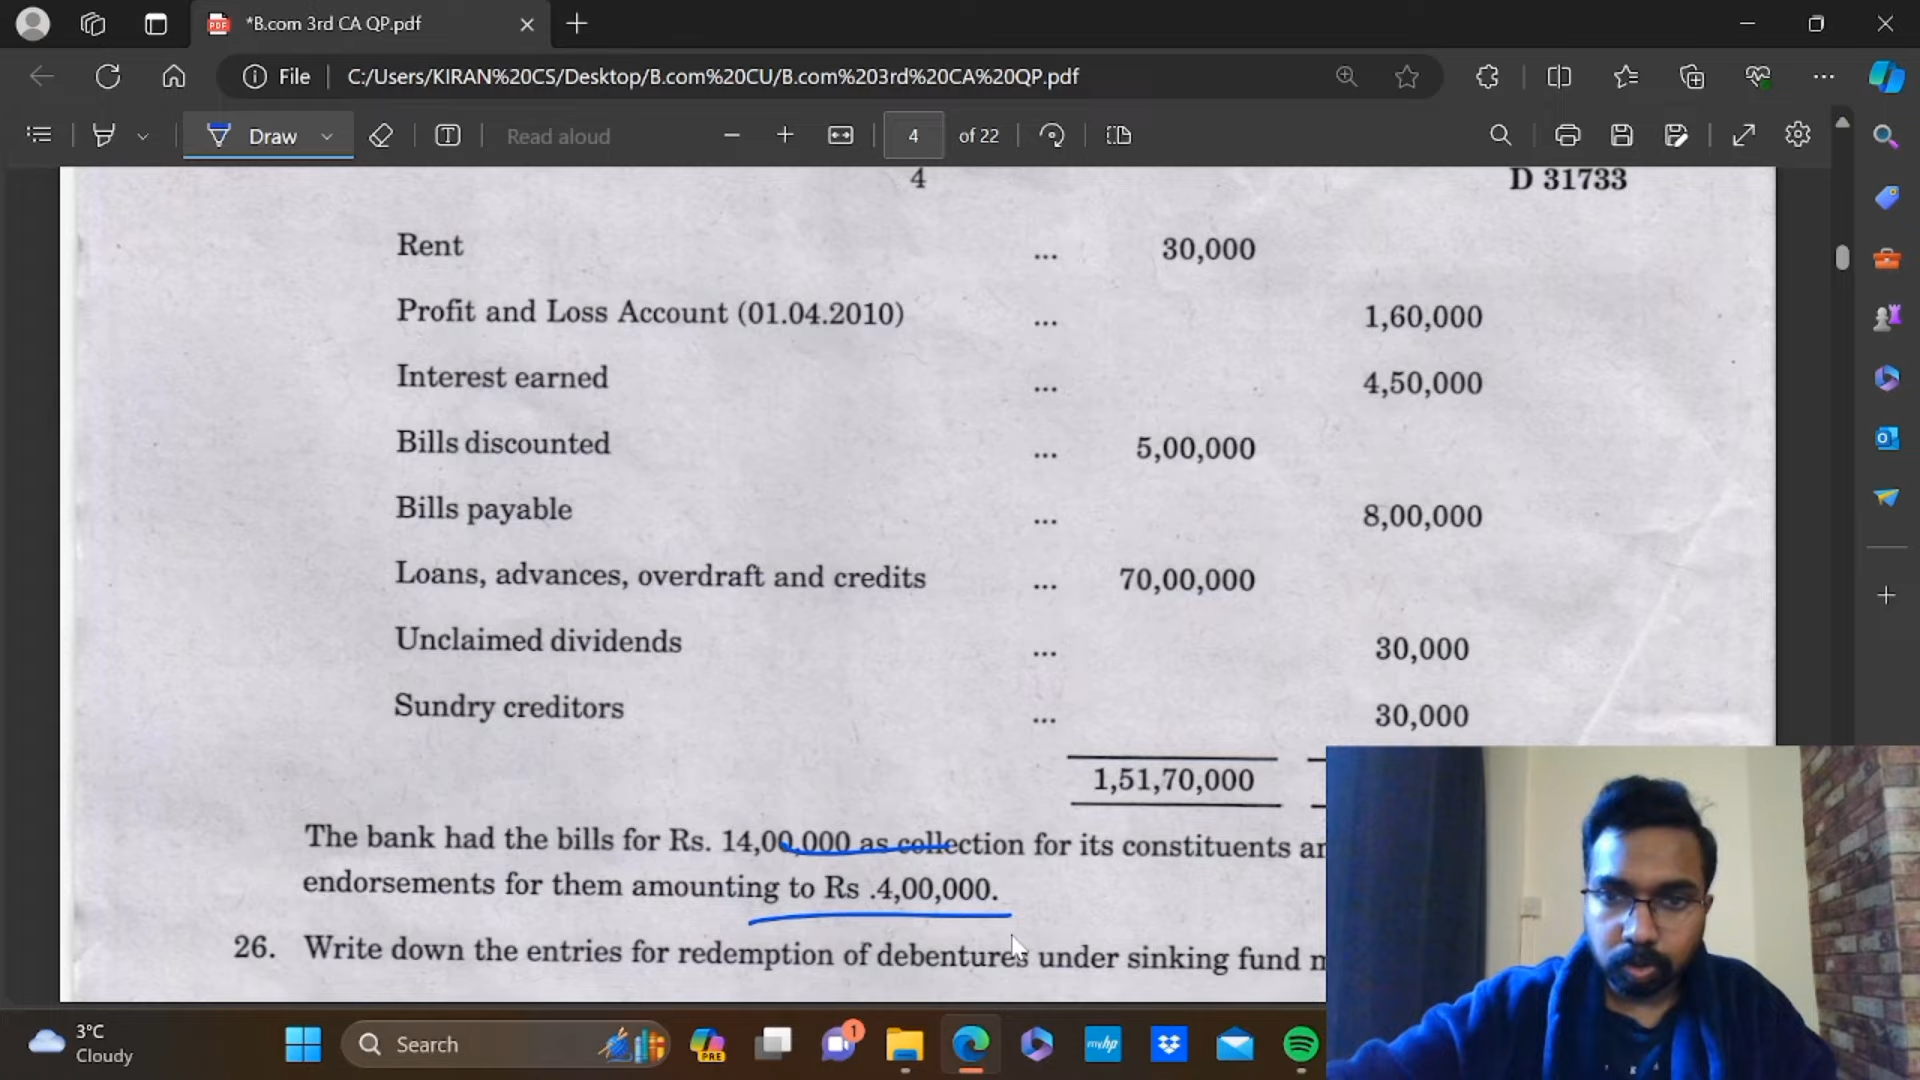 *B.com 3rd CA QP.pdf
File C:/Users/KIRAN%20CS/Desktop/B.com%20CU/B.com%203rd%20CA%20QP.pdf
Draw Read aloud 4 of 22
4 D 31733
Rent ... 30,000
Profit and Loss Account (01.04.2010) ... 1,60,000
Interest earned ... 4,50,000
Bills discounted ... 5,00,000
Bills payable ... 8,00,000
Loans, advances, overdraft and credits ... 70,00,000
Unclaimed dividends ... 30,000
Sundry creditors ... 30,000
1,51,70,000
The bank had the bills for Rs. 14,00,000 as collection for its constituents
endorsements for them amounting to Rs .4,00,000.
26. Write down the entries for redemption of debentures under sinking fund
3°C
Cloudy
Search
PRE
1
myhp